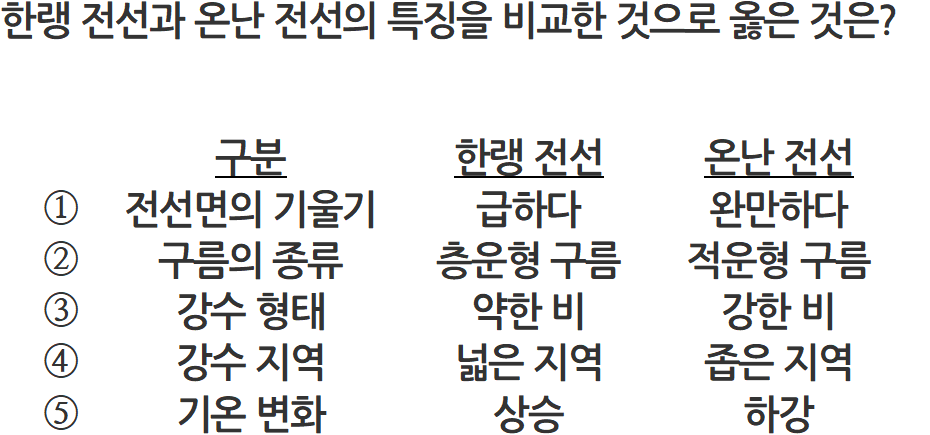 한랭 전선과 온난 전선의 특징을 비교한 것으로 옳은 것은?
구분 한랭 전선 온난 전선
① 전선면의 기울기 급하다 완만하다
② 구름의 종류 층운형 구름 적운형 구름
③ 강수 형태 약한 비 강한 비
④ 강수 지역 넓은 지역 좁은 지역
⑤ 기온 변화 상승 하강